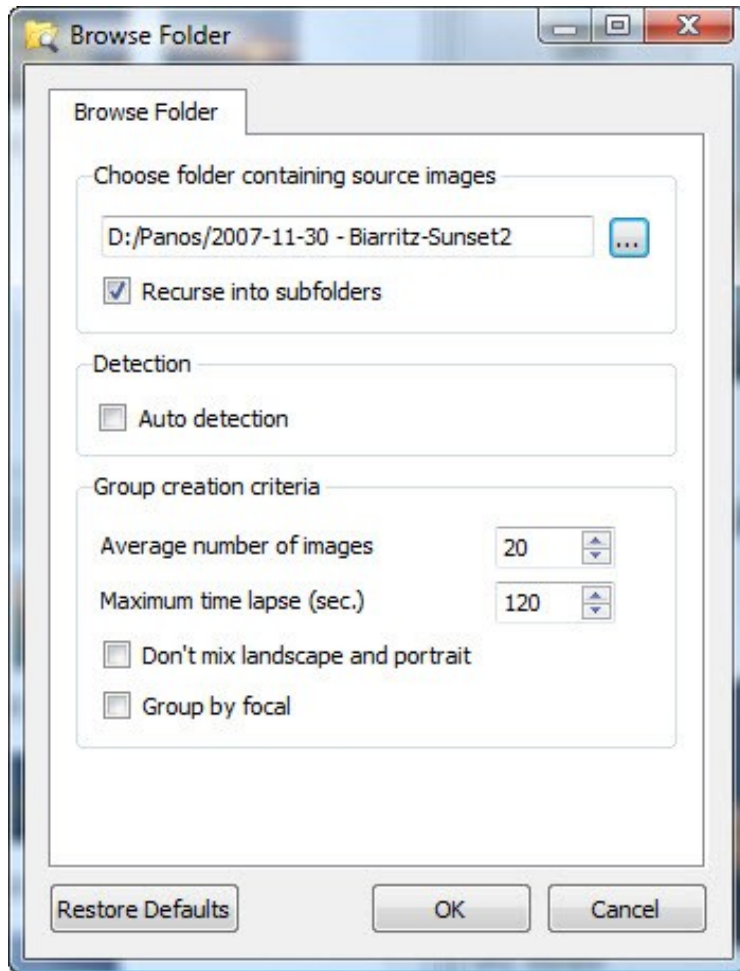 Browse Folder
Browse Folder
Choose folder containing source images
D:/Panos/2007-11-30 - Biarritz-Sunset2 ...
Recurse into subfolders
Detection
Auto detection
Group creation criteria
Average number of images 20
Maximum time lapse (sec.) 120
Don't mix landscape and portrait
Group by focal
Restore Defaults OK Cancel